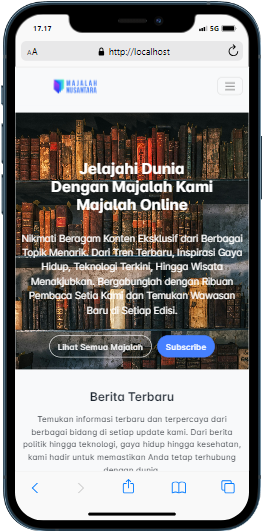 17.17
5G
AA
http://localhost
MAJALAH
NUSANTARA
Jelajahi Dunia
Dengan Majalah Kami
Majalah Online
Nikmati Beragam Konten Eksklusif dari Berbagai
Topik Menarik. Dari Tren Terbaru, Inspirasi Gaya
Hidup, Teknologi Terkini, Hingga Wisata
Menakjubkan. Bergabunglah dengan Ribuan
Pembaca Setia Kami dan Temukan Wawasan
Baru di Setiap Edisi.
Lihat Semua Majalah
Subscribe
Berita Terbaru
Temukan informasi terbaru dan terpercaya dari
berbagai bidang di setiap update kami. Dari berita
politik hingga teknologi, gaya hidup hingga kesehatan,
kami hadir untuk memastikan Anda tetap terhubung
dengan dunia.